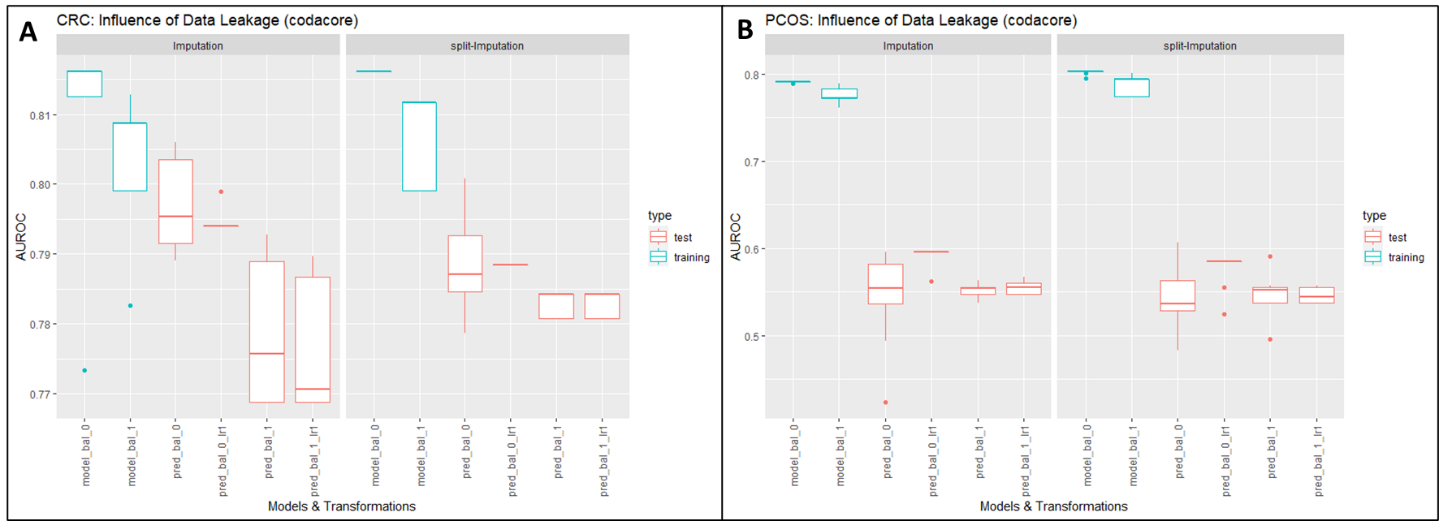 A
CRC: Influence of Data Leakage (codacore)
Imputation
split-Imputation
AUROC
0.81
0.80
0.79
0.78
0.77
model_bal_0
model_bal_1
pred_bal_0
pred_bal_0_lr1
pred_bal_1
pred_bal_1_lr1
model_bal_0
model_bal_1
pred_bal_0
pred_bal_0_lr1
pred_bal_1
pred_bal_1_lr1
Models & Transformations
type
test
training
B
PCOS: Influence of Data Leakage (codacore)
Imputation
split-Imputation
AUROC
0.8
0.7
0.6
0.5
model_bal_0
model_bal_1
pred_bal_0
pred_bal_0_lr1
pred_bal_1
pred_bal_1_lr1
model_bal_0
model_bal_1
pred_bal_0
pred_bal_0_lr1
pred_bal_1
pred_bal_1_lr1
Models & Transformations
type
test
training